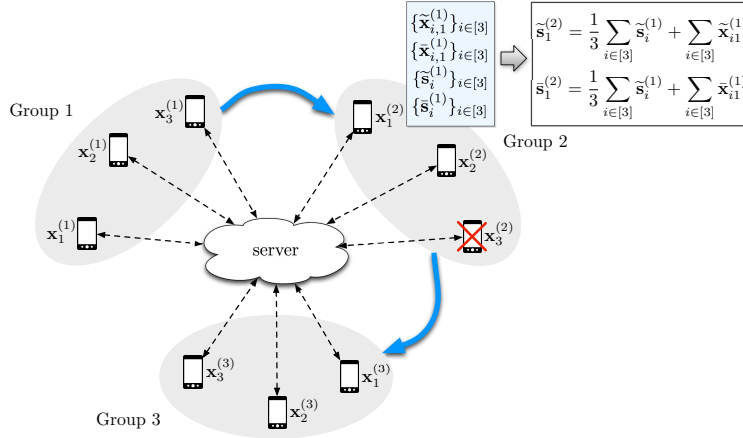 {x̃_{i,1}^{(1)}}_{i∈[3]}
{x̄_{i,1}^{(1)}}_{i∈[3]}
{s̃_i^{(1)}}_{i∈[3]}
{s̄_i^{(1)}}_{i∈[3]}
s̃_1^{(2)} = 1/3 ∑_{i∈[3]} s̃_i^{(1)} + ∑_{i∈[3]} x̃_{i1}^{(1)}
s̄_1^{(2)} = 1/3 ∑_{i∈[3]} s̃_i^{(1)} + ∑_{i∈[3]} x̄_{i1}^{(1)}
Group 1
x_3^{(1)}
x_2^{(1)}
x_1^{(1)}
x_1^{(2)}
Group 2
x_2^{(2)}
x_3^{(2)}
server
x_3^{(3)}
x_1^{(3)}
x_2^{(3)}
Group 3